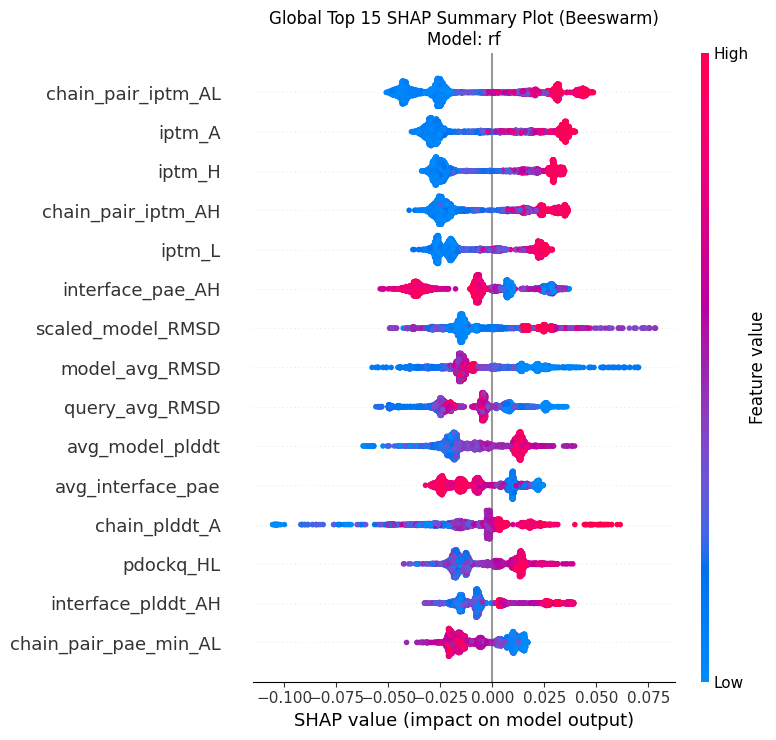 Global Top 15 SHAP Summary Plot (Beeswarm)
Model: rf
High
chain_pair_iptm_AL
iptm_A
iptm_H
chain_pair_iptm_AH
iptm_L
interface_pae_AH
scaled_model_RMSD
model_avg_RMSD
query_avg_RMSD
avg_model_plddt
avg_interface_pae
chain_plddt_A
pdockq_HL
interface_plddt_AH
chain_pair_pae_min_AL
Feature value
Low
−0.100 −0.075 −0.050 −0.025 0.000 0.025 0.050 0.075
SHAP value (impact on model output)